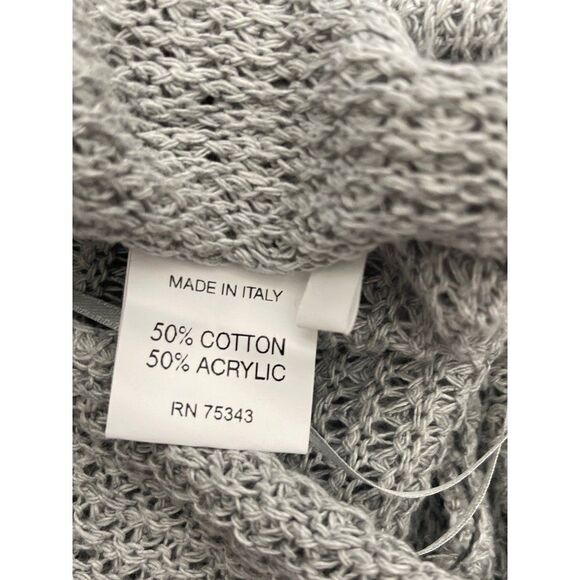 MADE IN ITALY
50% COTTON
50% ACRYLIC
RN 75343